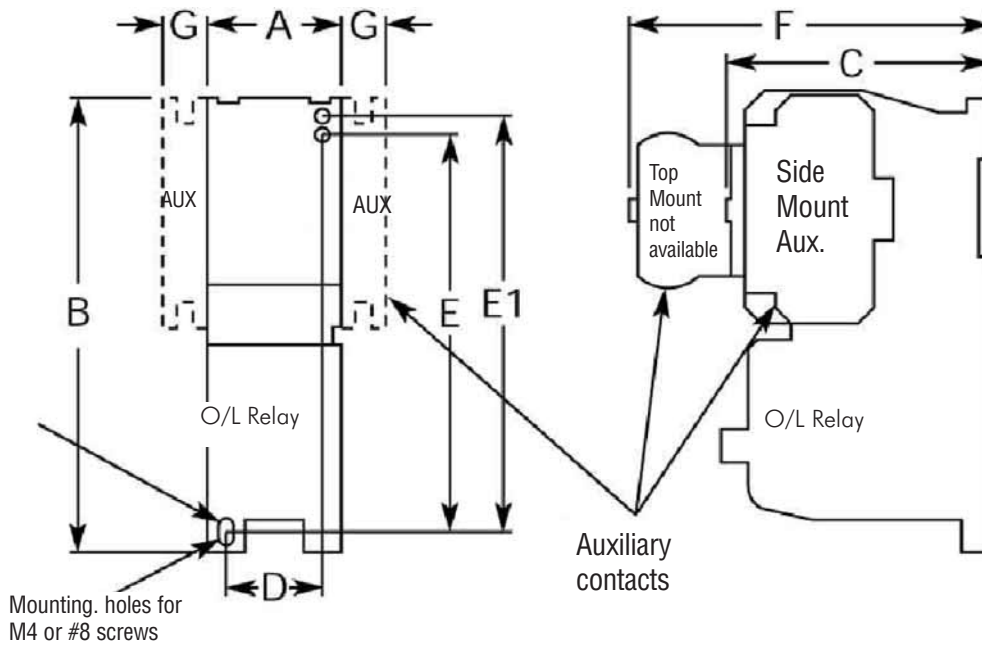 G
A
G
F
C
AUX
AUX
Top
Mount
not
available
Side
Mount
Aux.
B
E
E1
O/L Relay
O/L Relay
D
Auxiliary
contacts
Mounting. holes for
M4 or #8 screws